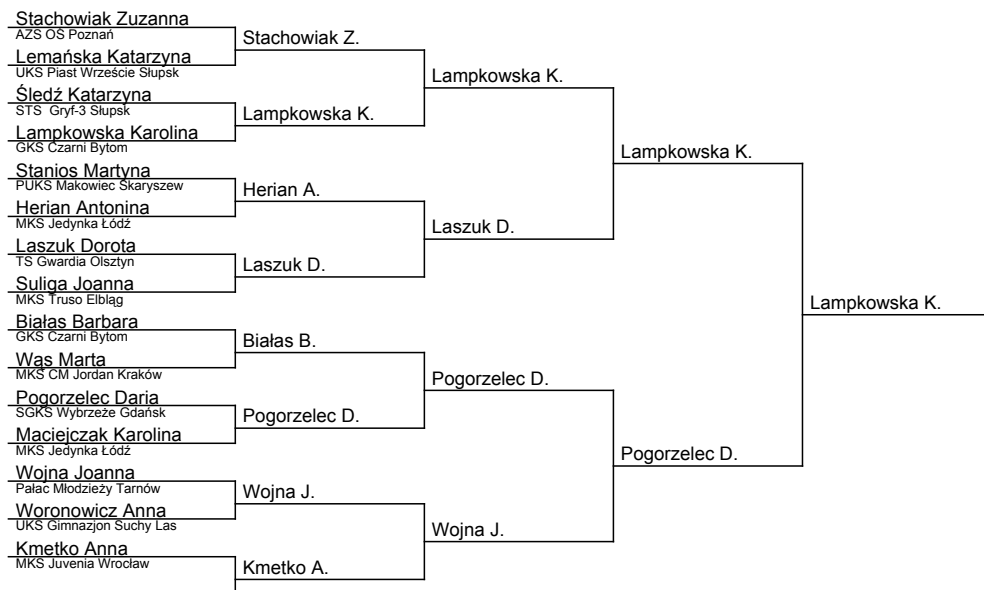 Stachowiak Zuzanna
AZS OŚ Poznań
Stachowiak Z.
Lemańska Katarzyna
UKS Piast Wrzeście Słupsk
Lampkowska K.
Śledź Katarzyna
STS Gryf-3 Słupsk
Lampkowska K.
Lampkowska Karolina
GKS Czarni Bytom
Lampkowska K.
Stanios Martyna
PUKS Makowiec Skaryszew
Herian A.
Herian Antonina
MKS Jedynka Łódź
Laszuk D.
Laszuk Dorota
TS Gwardia Olsztyn
Laszuk D.
Suliga Joanna
MKS Truso Elbląg
Lampkowska K.
Białas Barbara
GKS Czarni Bytom
Białas B.
Wąs Marta
MKS CM Jordan Kraków
Pogorzelec D.
Pogorzelec Daria
SGKS Wybrzeże Gdańsk
Pogorzelec D.
Maciejczak Karolina
MKS Jedynka Łódź
Pogorzelec D.
Wojna Joanna
Pałac Młodzieży Tarnów
Wojna J.
Woronowicz Anna
UKS Gimnazjon Suchy Las
Wojna J.
Kmetko Anna
MKS Juvenia Wrocław
Kmetko A.